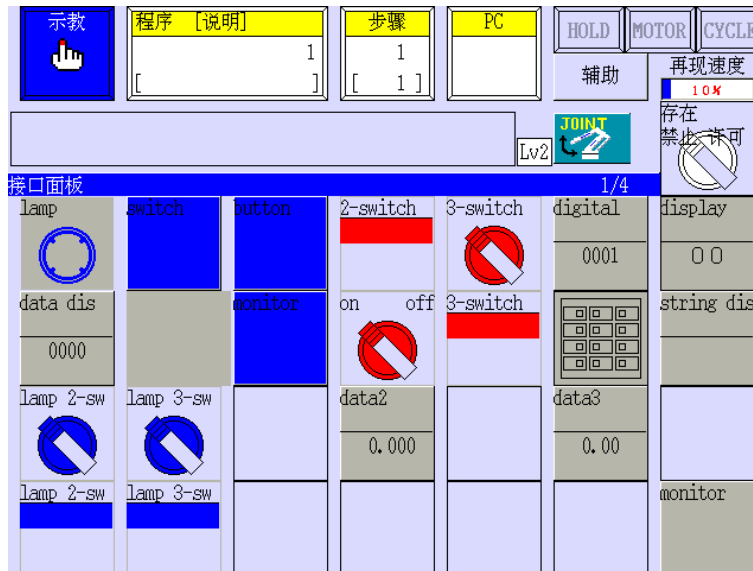 示教
程序 [说明]
步骤
PC
HOLD
MOTOR
CYCLE
1
[ ]
1
[ 1 ]
辅助
再现速度
10%
JOINT
Lv2
存在
禁止 许可
接口面板
1/4
lamp
switch
button
2-switch
3-switch
digital
display
0001
00
data dis
monitor
on off
3-switch
string dis
0000
lamp 2-sw
lamp 3-sw
data2
data3
0.000
0.00
lamp 2-sw
lamp 3-sw
monitor